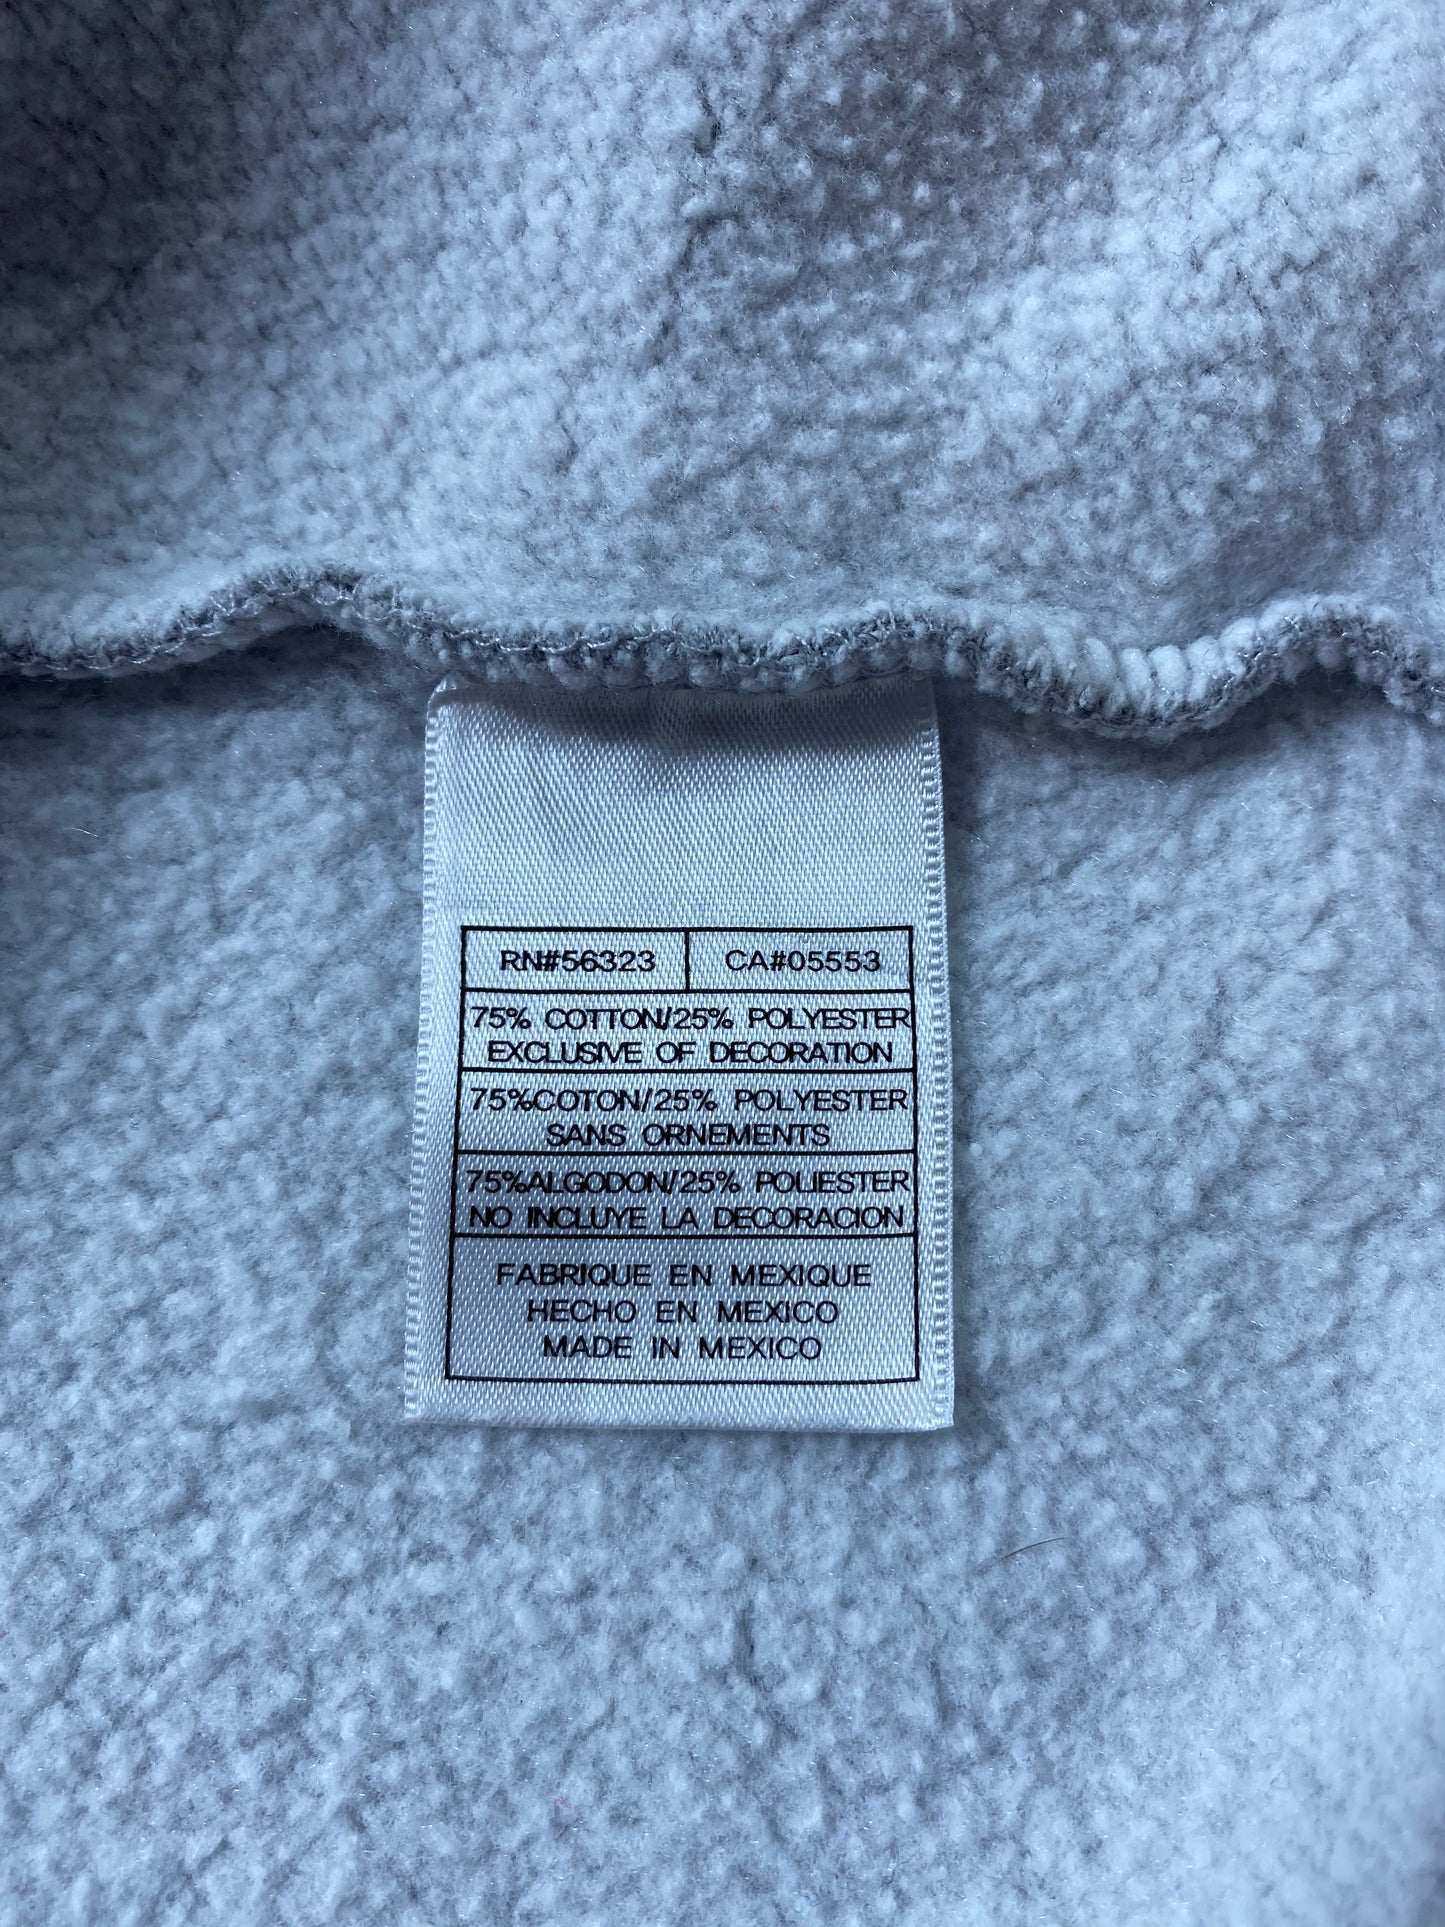 RN#56323 CA#05553
75% COTTON/25% POLYESTER
EXCLUSIVE OF DECORATION
75%COTON/25% POLYESTER
SANS ORNEMENTS
75%ALGODON/25% POLIESTER
NO INCLUYE LA DECORACION
FABRIQUE EN MEXIQUE
HECHO EN MEXICO
MADE IN MEXICO